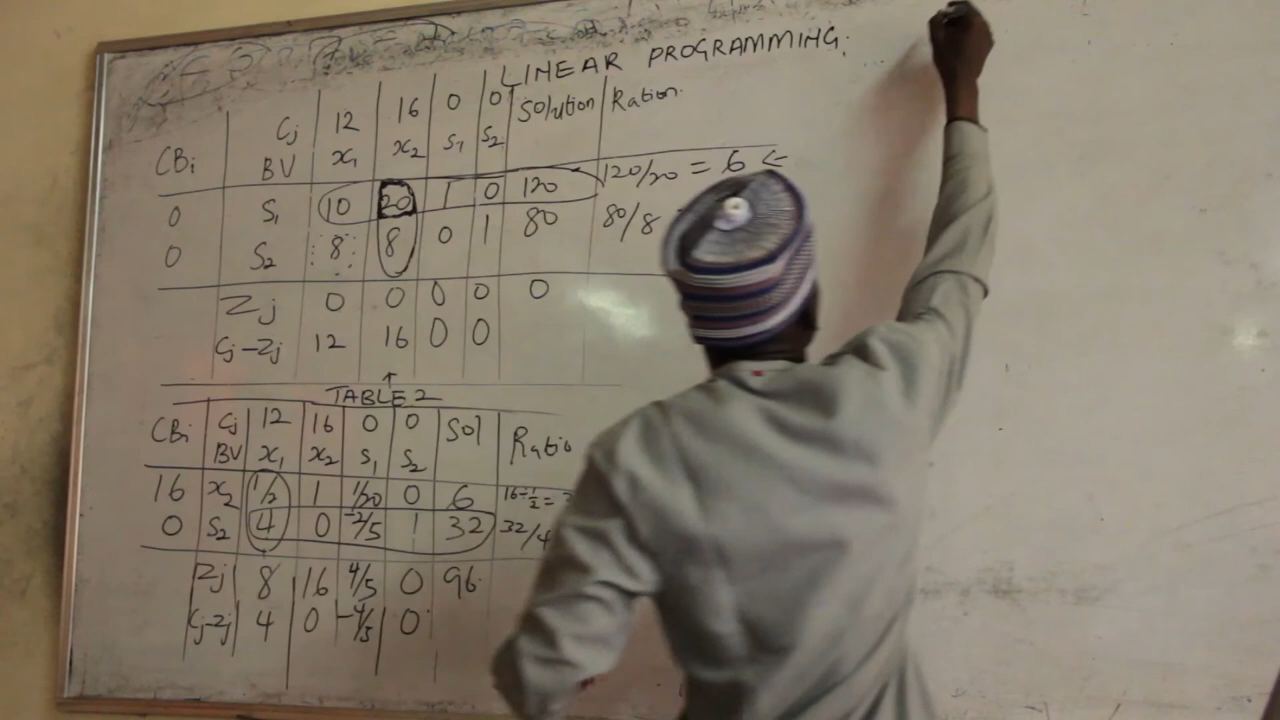 LINEAR PROGRAMMING:
Cj 12 16 0 0 Solution Ration.
CBi BV x₁ x₂ S₁ S₂
0 S₁ 10 20 1 0 120 120/20 = 6 ←
0 S₂ 8 8 0 1 80 80/8
Zj 0 0 0 0 0
Cj-Zj 12 16 0 0
↑
TABLE 2
CBi Cj 12 16 0 0 Sol Ratio
BV x₁ x₂ S₁ S₂
16 x₂ 1/2 1 1/20 0 6 16÷1/2 =
0 S₂ 4 0 -2/5 1 32 32/4
Zj 8 16 4/5 0 96.
Cj-Zj 4 0 -4/5 0